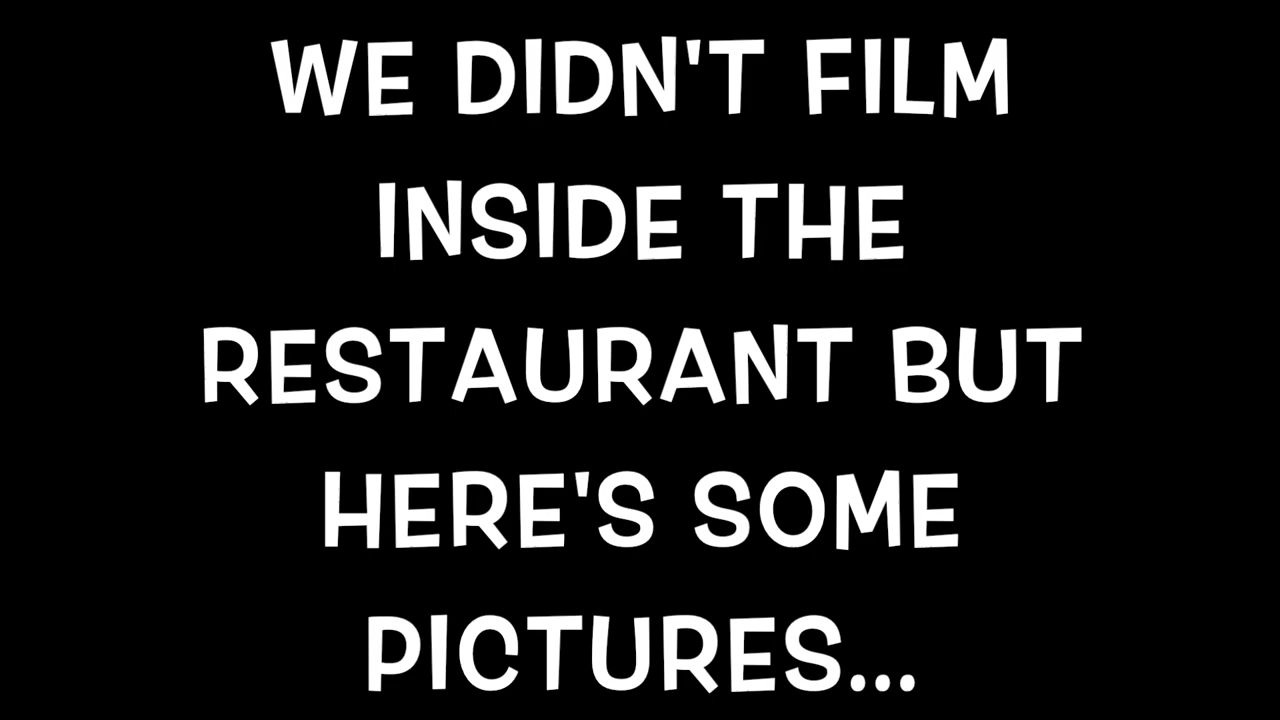 WE DIDN'T FILM
INSIDE THE
RESTAURANT BUT
HERE'S SOME
PICTURES...